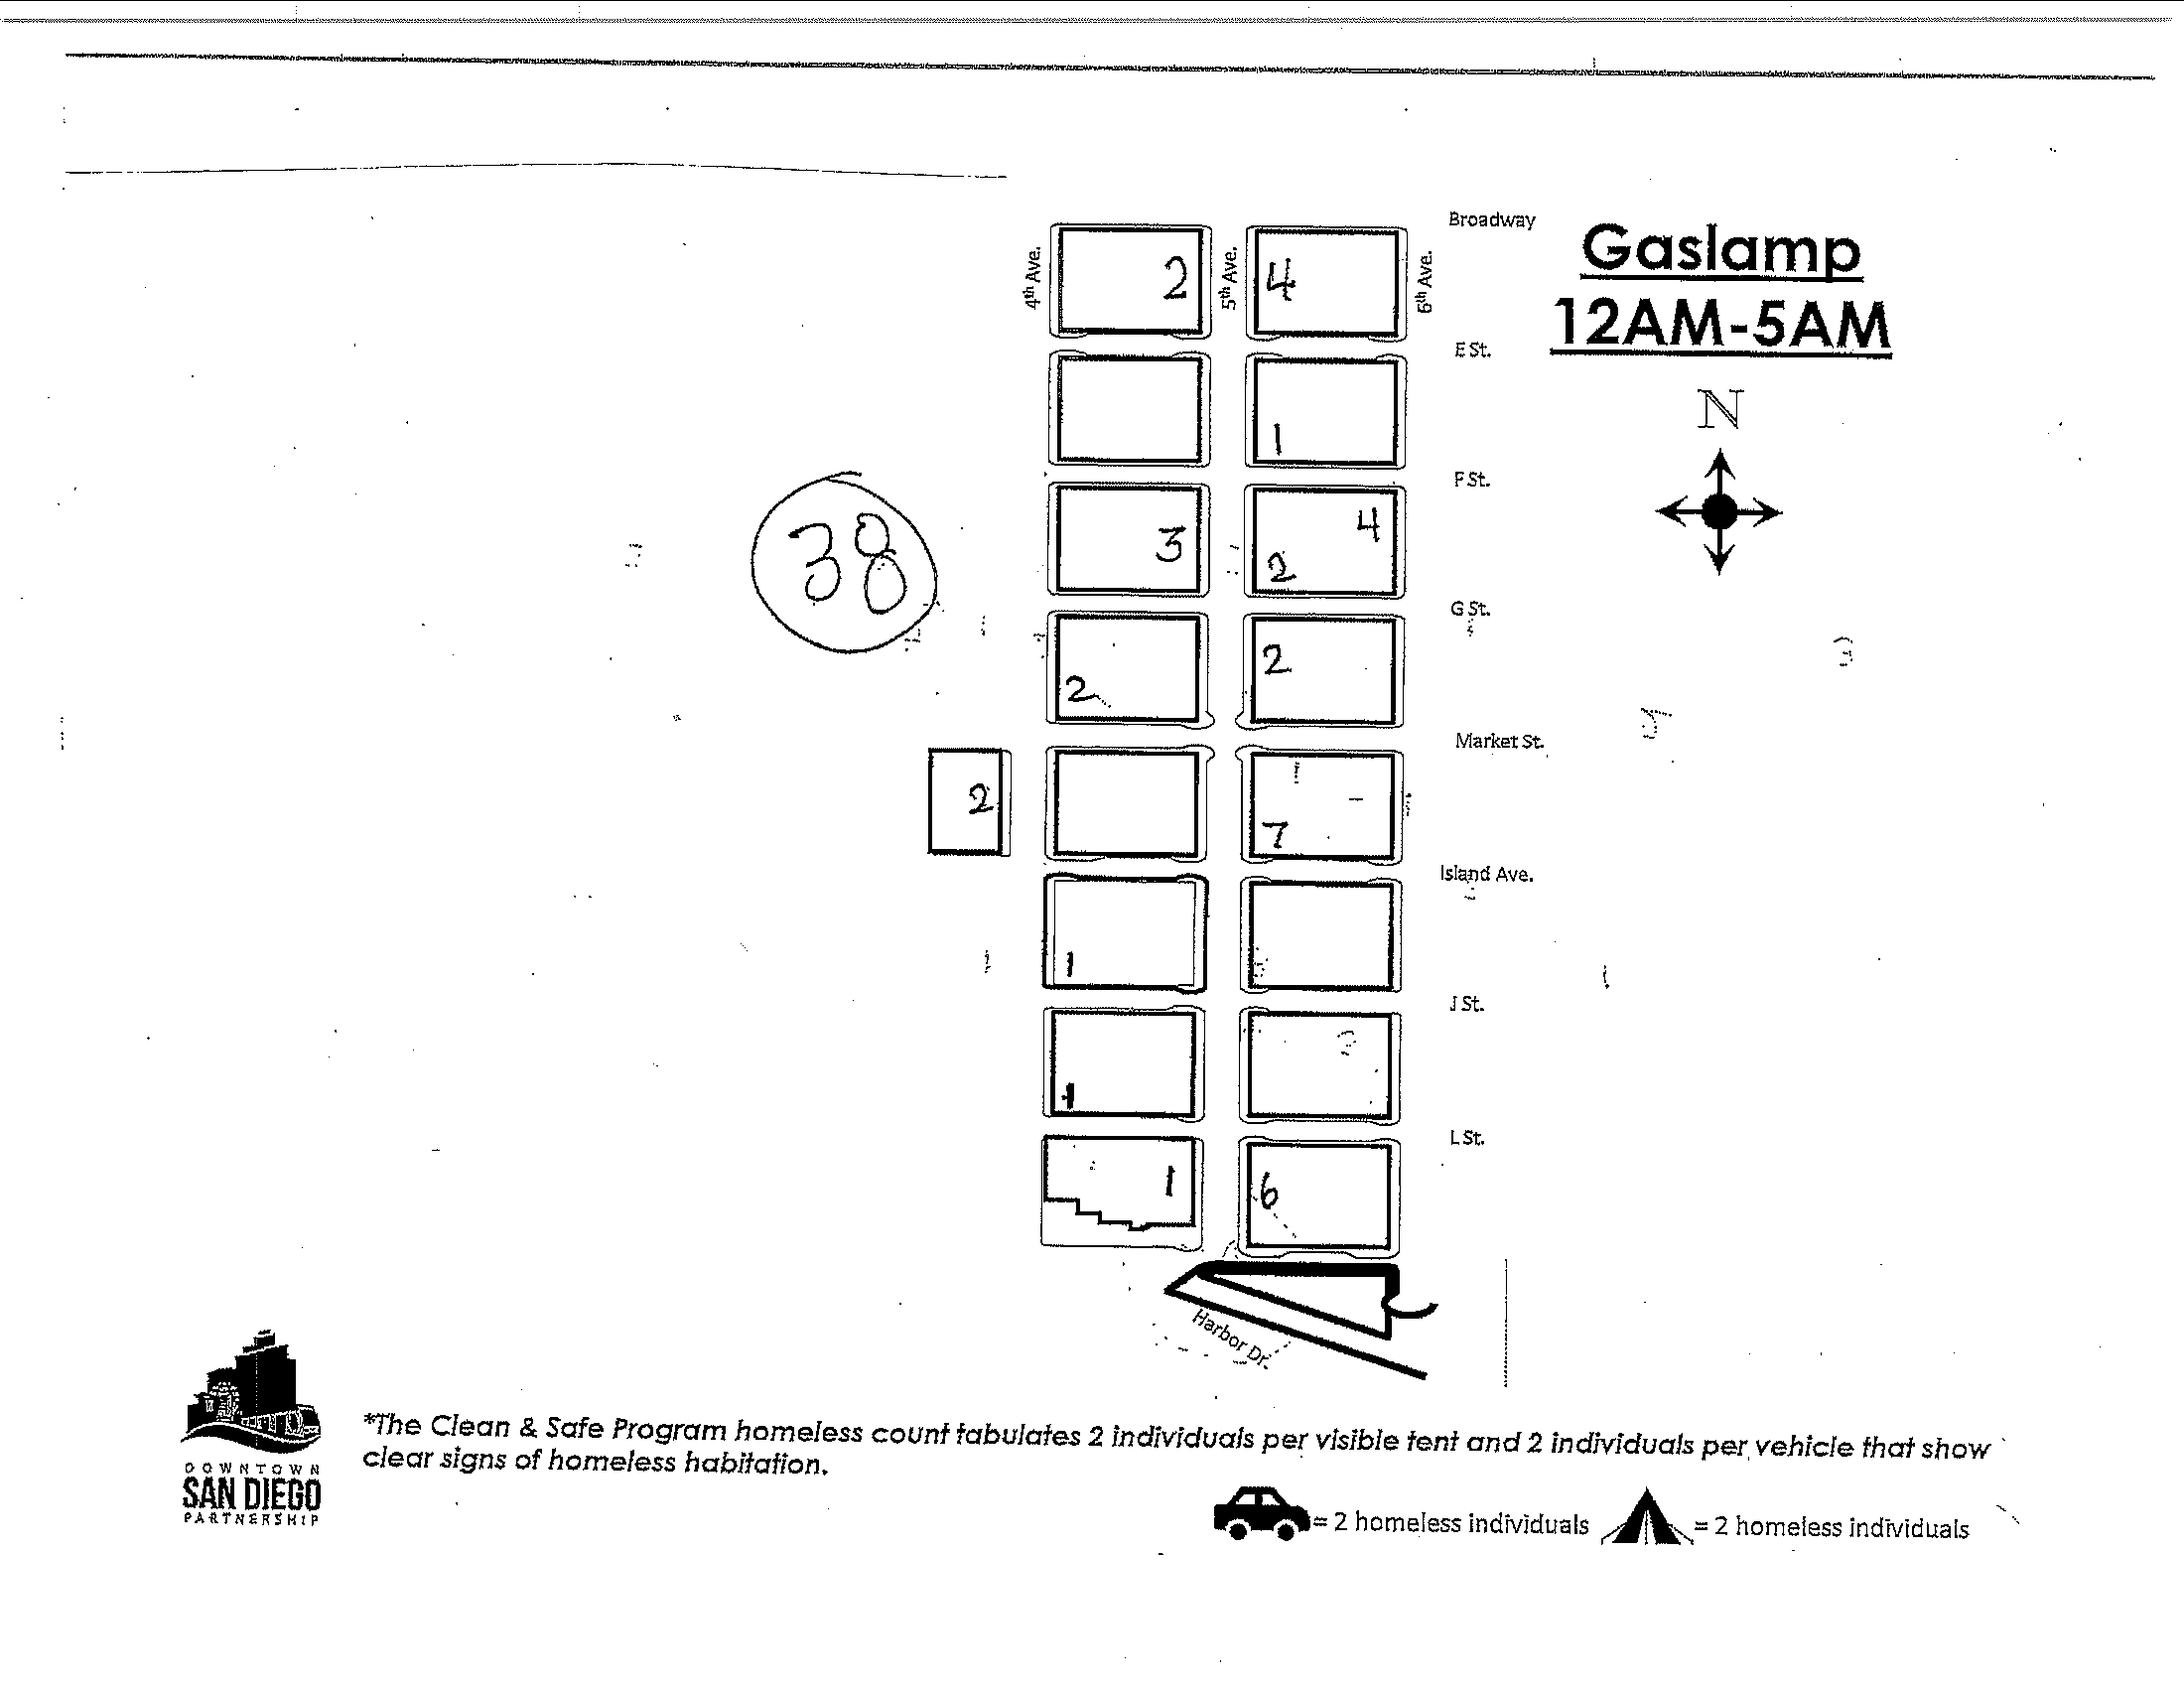 Broadway
Gaslamp
12AM-5AM
4th Ave.
2
5th Ave.
4
6th Ave.
E St.
1
N
F St.
38
3
4
2
G St.
2
2
Market St.
2
7
Island Ave.
1
J St.
1
L St.
1
6
Harbor Dr.
*The Clean & Safe Program homeless count tabulates 2 individuals per visible tent and 2 individuals per vehicle that show
clear signs of homeless habitation.
DOWNTOWN
SAN DIEGO
PARTNERSHIP
= 2 homeless individuals
= 2 homeless individuals